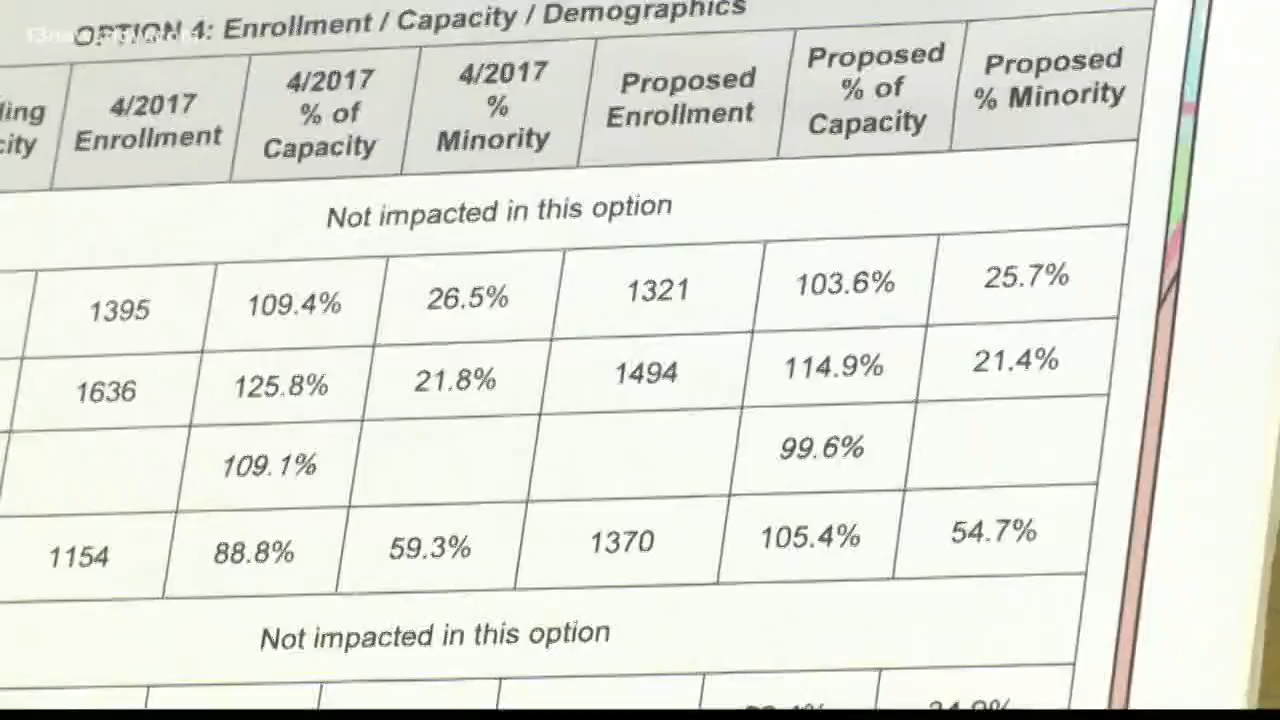 OPTION 4: Enrollment / Capacity / Demographics
4/2017 Enrollment
4/2017 % of Capacity
4/2017 % Minority
Proposed Enrollment
Proposed % of Capacity
Proposed % Minority
Not impacted in this option
1395 109.4% 26.5% 1321 103.6% 25.7%
1636 125.8% 21.8% 1494 114.9% 21.4%
109.1% 99.6%
1154 88.8% 59.3% 1370 105.4% 54.7%
Not impacted in this option